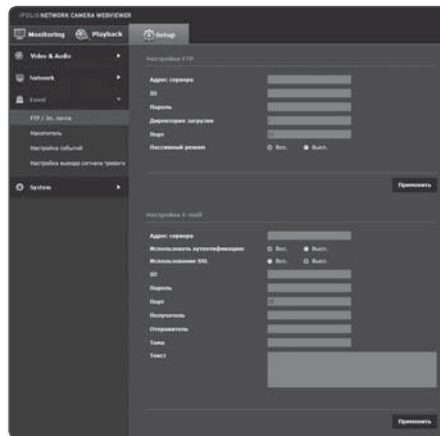 iPOLiS NETWORK CAMERA WEBVIEWER
Monitoring Playback Setup
Video & Audio
Network
Event
FTP / Эл. почта
Накопитель
Настройка событий
Настройка выхода сигнала тревоги
System
Настройка FTP
Адрес сервера
ID
Пароль
Директория загрузки
Порт
Пассивный режим Вкл. Выкл.
Применить
Настройка E-mail
Адрес сервера
Использовать аутентификацию Вкл. Выкл.
Использование SSL Вкл. Выкл.
ID
Пароль
Порт
Получатель
Отправитель
Тема
Текст
Применить